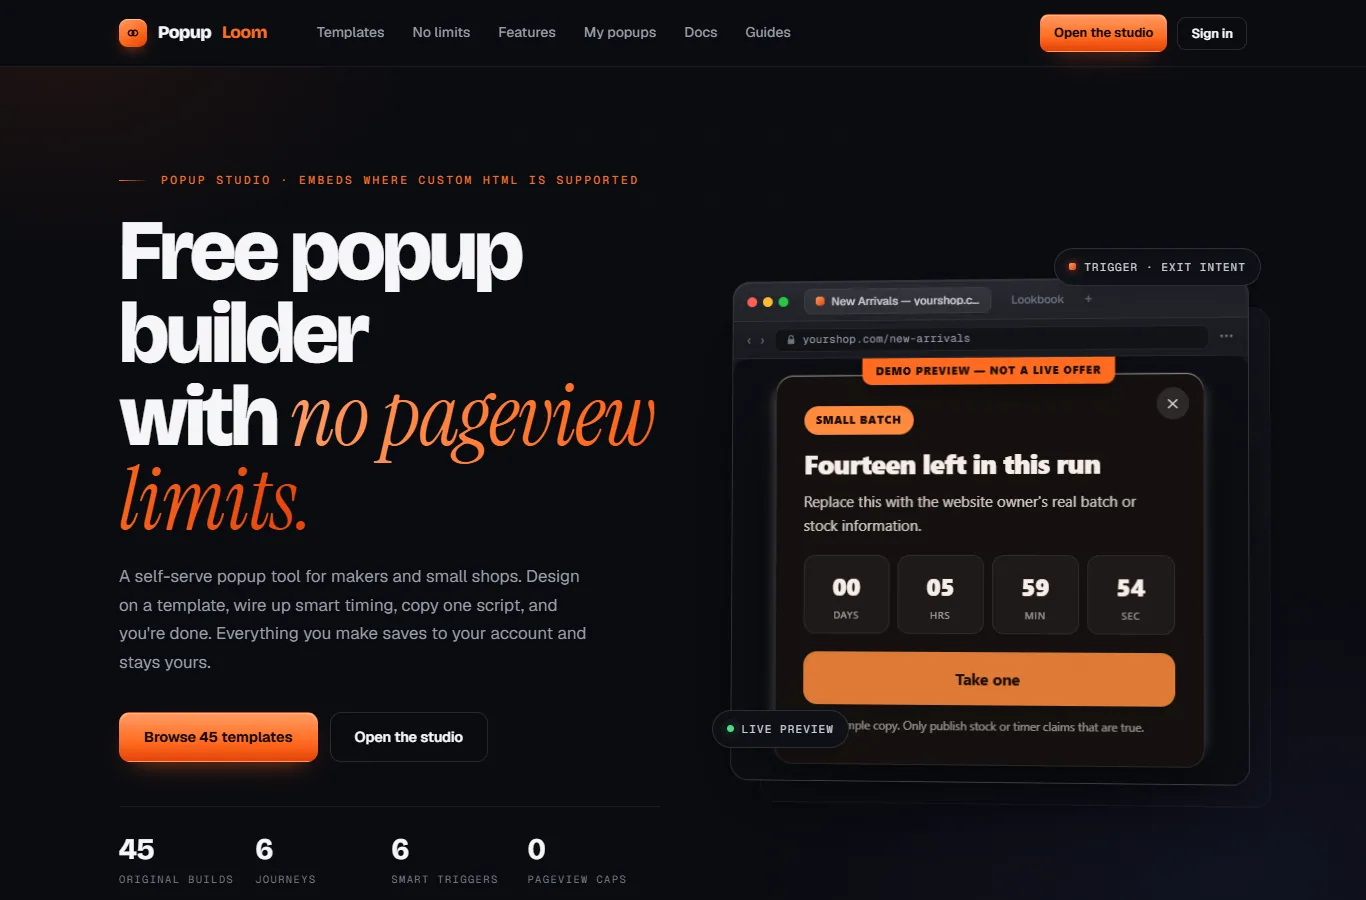 Popup Loom
Templates
No limits
Features
My popups
Docs
Guides
Open the studio
Sign in
POPUP STUDIO · EMBEDS WHERE CUSTOM HTML IS SUPPORTED
Free popup
builder
with no pageview
limits.
A self-serve popup tool for makers and small shops. Design
on a template, wire up smart timing, copy one script, and
you're done. Everything you make saves to your account and
stays yours.
Browse 45 templates
Open the studio
45
ORIGINAL BUILDS
6
JOURNEYS
6
SMART TRIGGERS
0
PAGEVIEW CAPS
TRIGGER · EXIT INTENT
New Arrivals — yourshop.c…
Lookbook
+
yourshop.com/new-arrivals
DEMO PREVIEW — NOT A LIVE OFFER
SMALL BATCH
Fourteen left in this run
Replace this with the website owner's real batch or
stock information.
00
DAYS
05
HRS
59
MIN
54
SEC
Take one
copy. Only publish stock or timer claims that are true.
LIVE PREVIEW